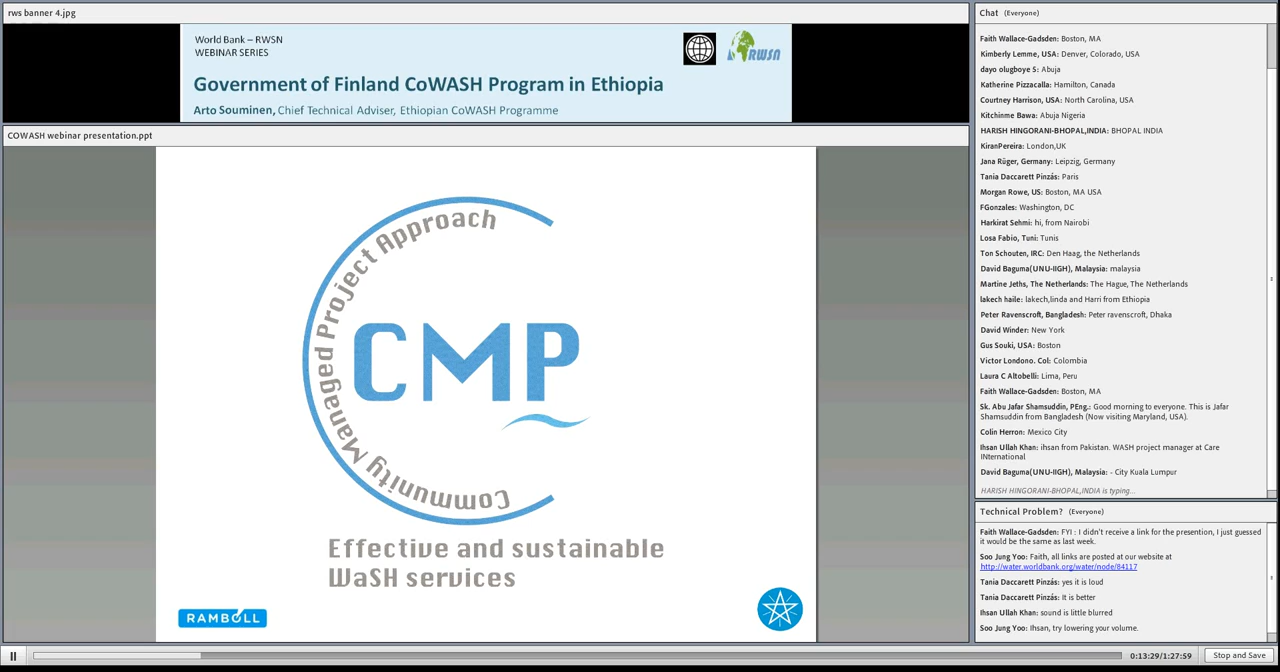 rws banner 4.jpg
World Bank – RWSN
WEBINAR SERIES
RWSN
Government of Finland CoWASH Program in Ethiopia
Arto Souminen, Chief Technical Adviser, Ethiopian CoWASH Programme
COWASH webinar presentation.ppt
Community Managed Project Approach
CMP
Effective and sustainable
WaSH services
RAMBOLL
Chat (Everyone)
Faith Wallace-Gadsden: Boston, MA
Kimberly Lemme, USA: Denver, Colorado, USA
dayo olugboye S: Abuja
Katherine Pizzacalla: Hamilton, Canada
Courtney Harrison, USA: North Carolina, USA
Kitchinme Bawa: Abuja Nigeria
HARISH HINGORANI-BHOPAL,INDIA: BHOPAL INDIA
KiranPereira: London,UK
Jana Rüger, Germany: Leipzig, Germany
Tania Daccarett Pinzás: Paris
Morgan Rowe, US: Boston, MA USA
FGonzales: Washington, DC
Harkirat Sehmi: hi, from Nairobi
Losa Fabio, Tuni: Tunis
Ton Schouten, IRC: Den Haag, the Netherlands
David Baguma(UNU-IIGH), Malaysia: malaysia
Martine Jeths, The Netherlands: The Hague, The Netherlands
lakech haile: lakech,linda and Harri from Ethiopia
Peter Ravenscroft, Bangladesh: Peter ravenscroft, Dhaka
David Winder: New York
Gus Souki, USA: Boston
Victor Londono. Col: Colombia
Laura C Altobelli: Lima, Peru
Faith Wallace-Gadsden: Boston, MA
Sk. Abu Jafar Shamsuddin, PEng.: Good morning to everyone. This is Jafar
Shamsuddin from Bangladesh (Now visiting Maryland, USA).
Colin Herron: Mexico City
Ihsan Ullah Khan: ihsan from Pakistan. WASH project manager at Care
INternational
David Baguma(UNU-IIGH), Malaysia: - City Kuala Lumpur
HARISH HINGORANI-BHOPAL,INDIA is typing...
Technical Problem? (Everyone)
Faith Wallace-Gadsden: FYI : I didn't receive a link for the presention, I just guessed
it would be the same as last week.
Soo Jung Yoo: Faith, all links are posted at our website at
http://water.worldbank.org/water/node/84117
Tania Daccarett Pinzás: yes it is loud
Tania Daccarett Pinzás: It is better
Ihsan Ullah Khan: sound is little blurred
Soo Jung Yoo: Ihsan, try lowering your volume.
0:13:29/1:27:59
Stop and Save